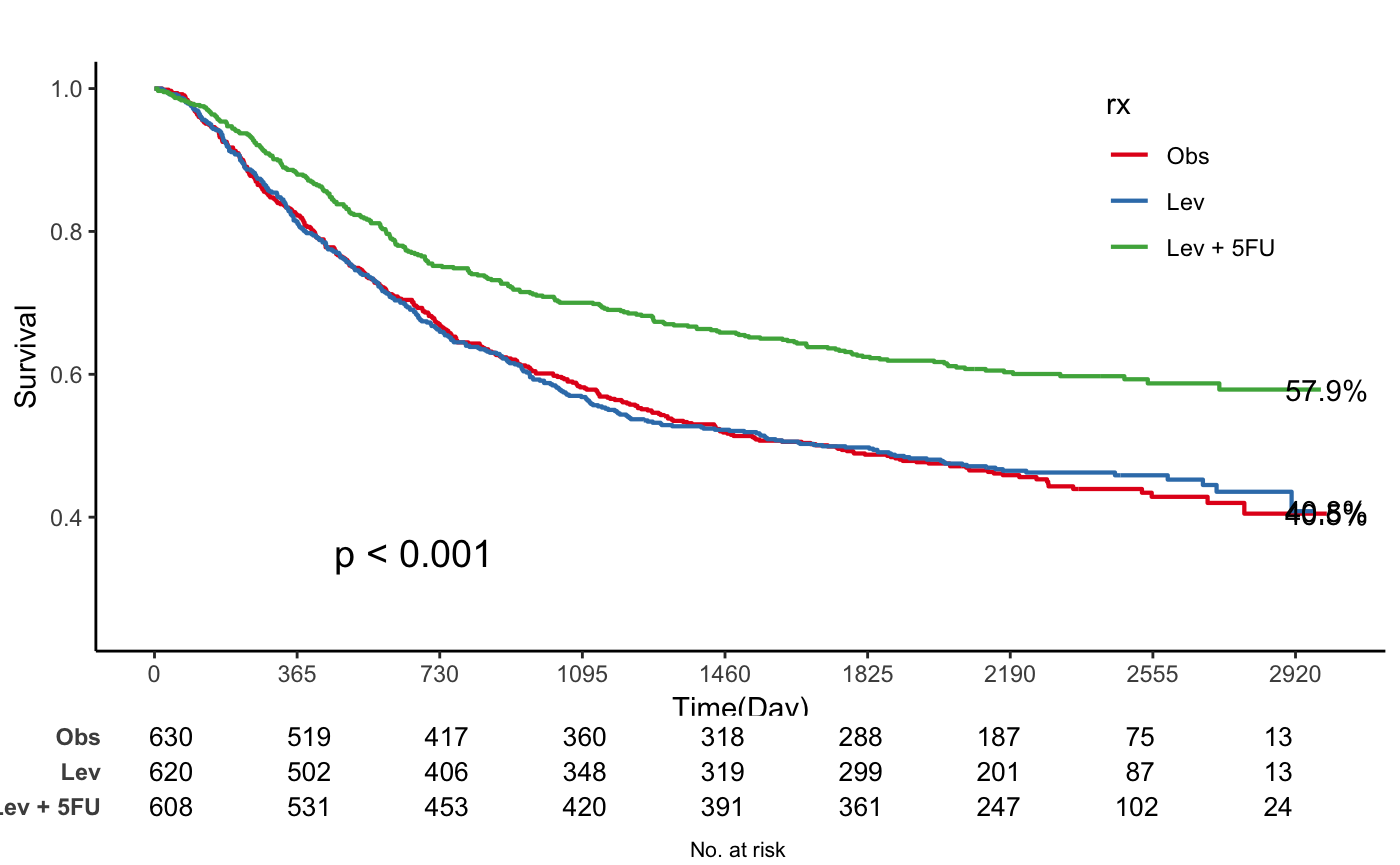 rx
Obs
Lev
Lev + 5FU
Survival
1.0
0.8
0.6
0.4
57.9%
p < 0.001
0 365 730 1095 1460 1825 2190 2555 2920
Time(Day)
Obs 630 519 417 360 318 288 187 75 13
Lev 620 502 406 348 319 299 201 87 13
Lev + 5FU 608 531 453 420 391 361 247 102 24
No. at risk